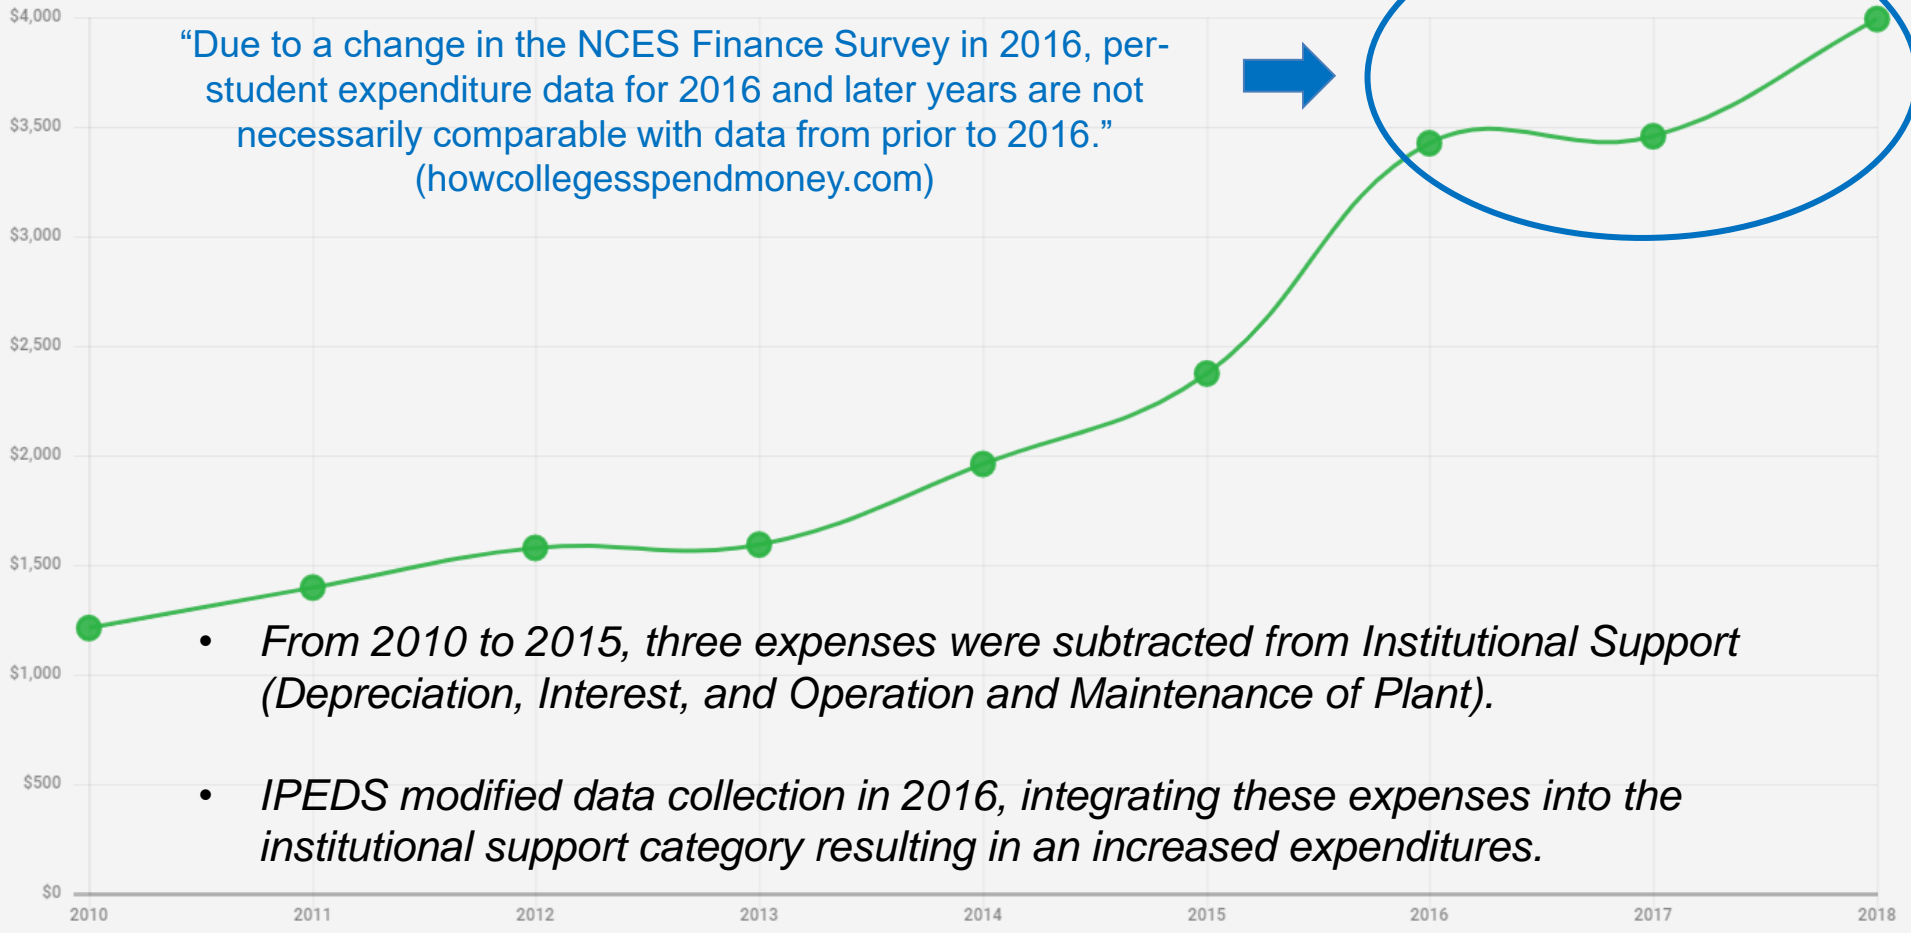 $4,000
“Due to a change in the NCES Finance Survey in 2016, per-
student expenditure data for 2016 and later years are not
necessarily comparable with data from prior to 2016.”
(howcollegesspendmoney.com)
$3,500
$3,000
$2,500
$2,000
$1,500
$1,000
$500
$0
• From 2010 to 2015, three expenses were subtracted from Institutional Support
(Depreciation, Interest, and Operation and Maintenance of Plant).
• IPEDS modified data collection in 2016, integrating these expenses into the
institutional support category resulting in an increased expenditures.
2010 2011 2012 2013 2014 2015 2016 2017 2018